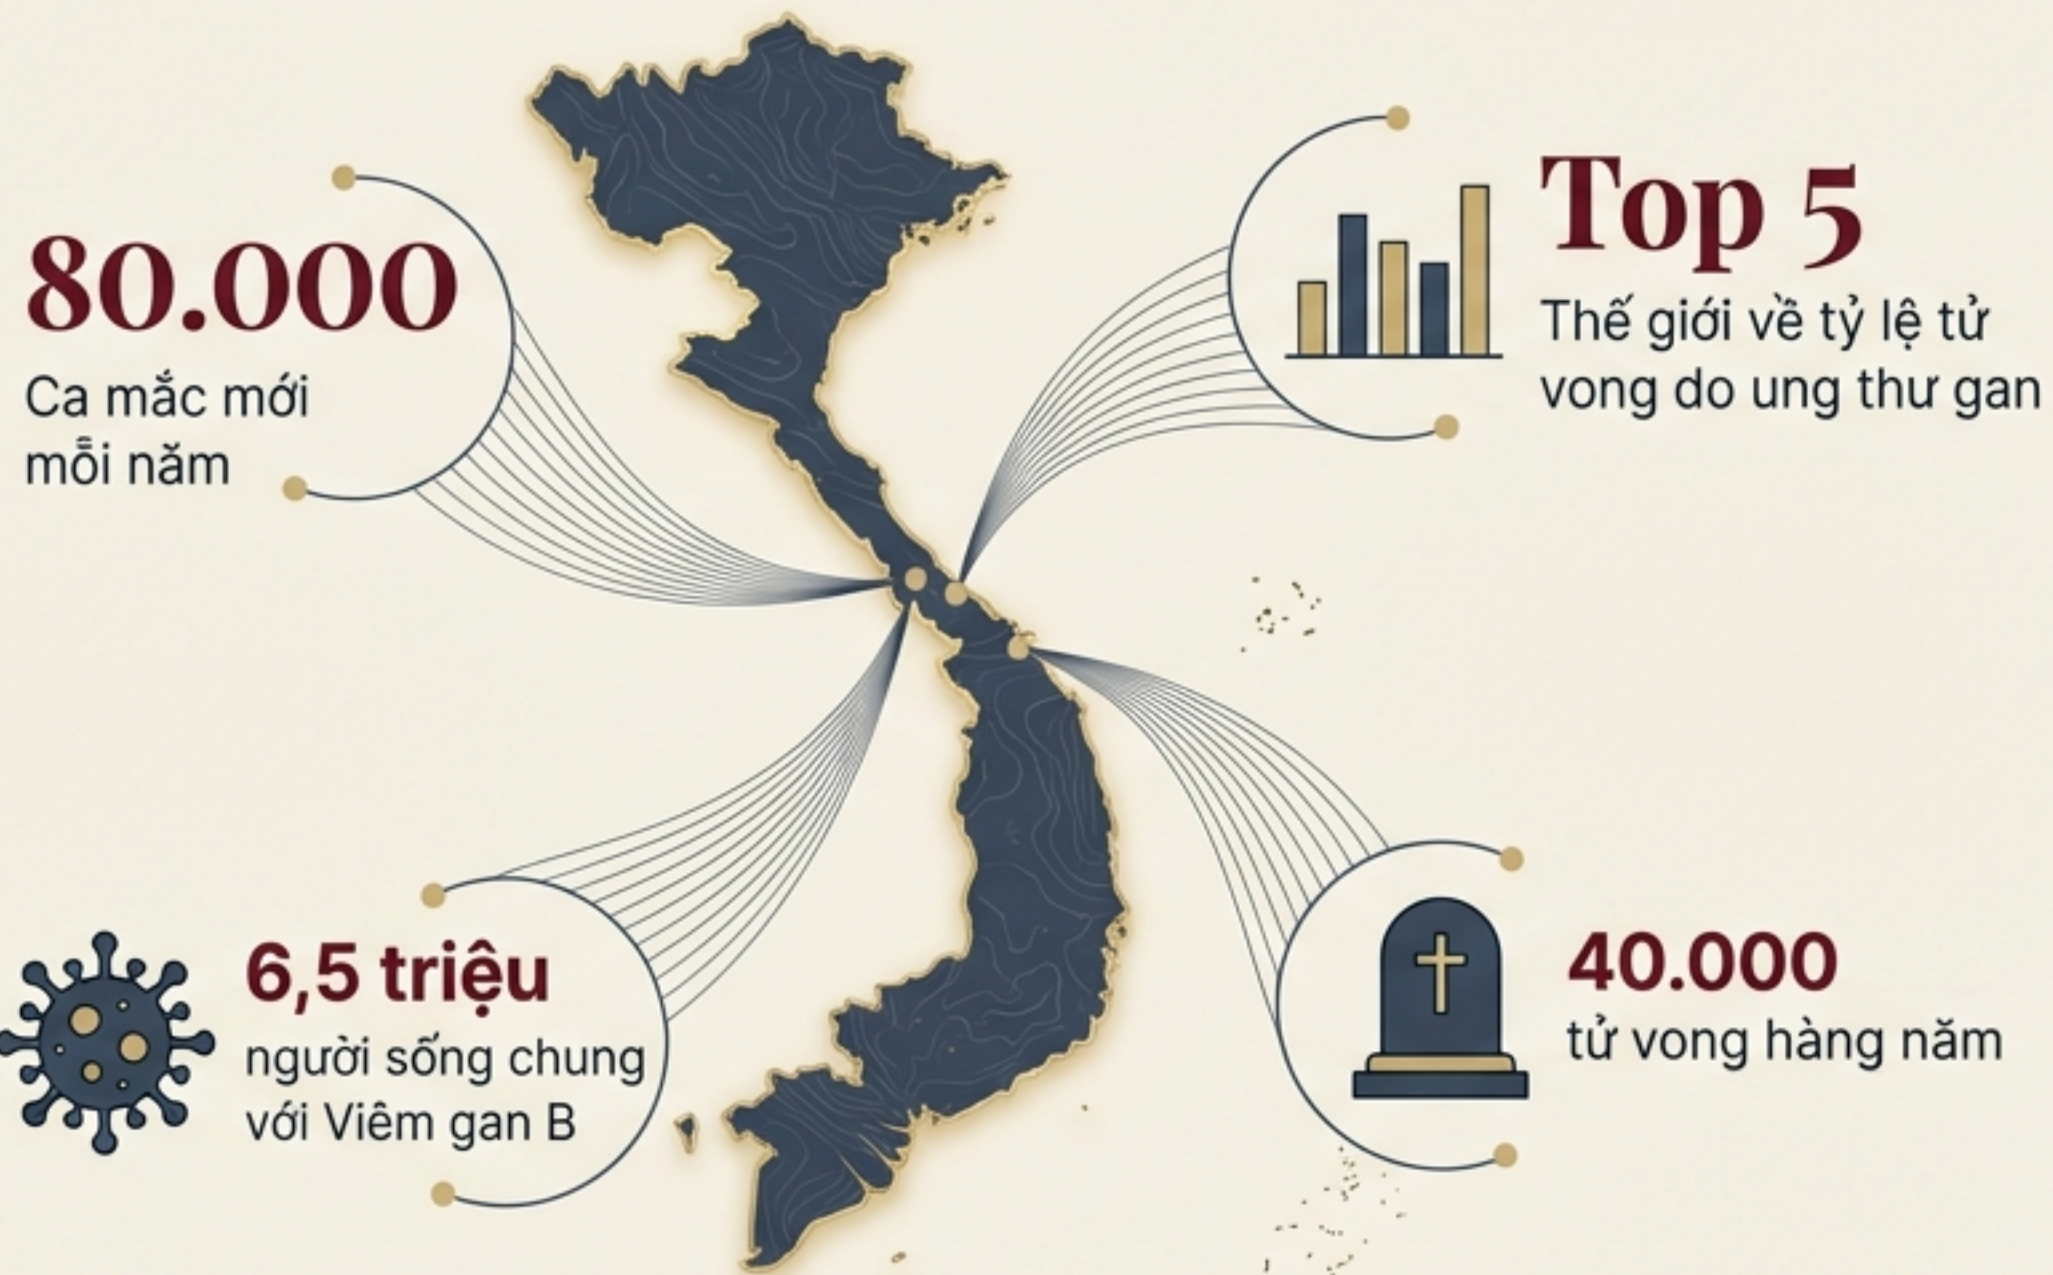 80.000
Ca mắc mới
mỗi năm
Top 5
Thế giới về tỷ lệ tử
vong do ung thư gan
6,5 triệu
người sống chung
với Viêm gan B
40.000
tử vong hàng năm